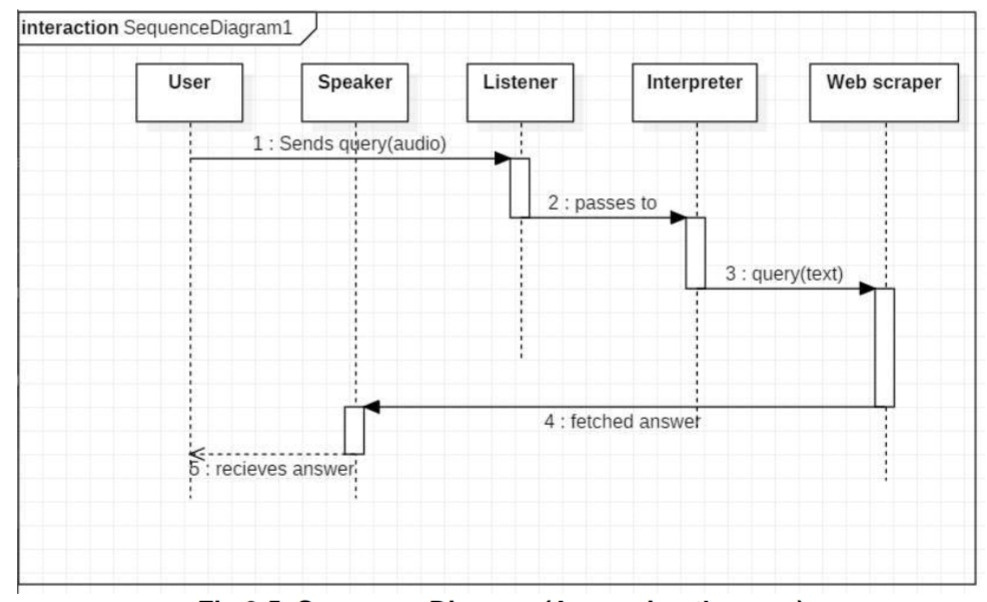 interaction SequenceDiagram1
User
Speaker
Listener
Interpreter
Web scraper
1 : Sends query(audio)
2 : passes to
3 : query(text)
4 : fetched answer
5 : recieves answer